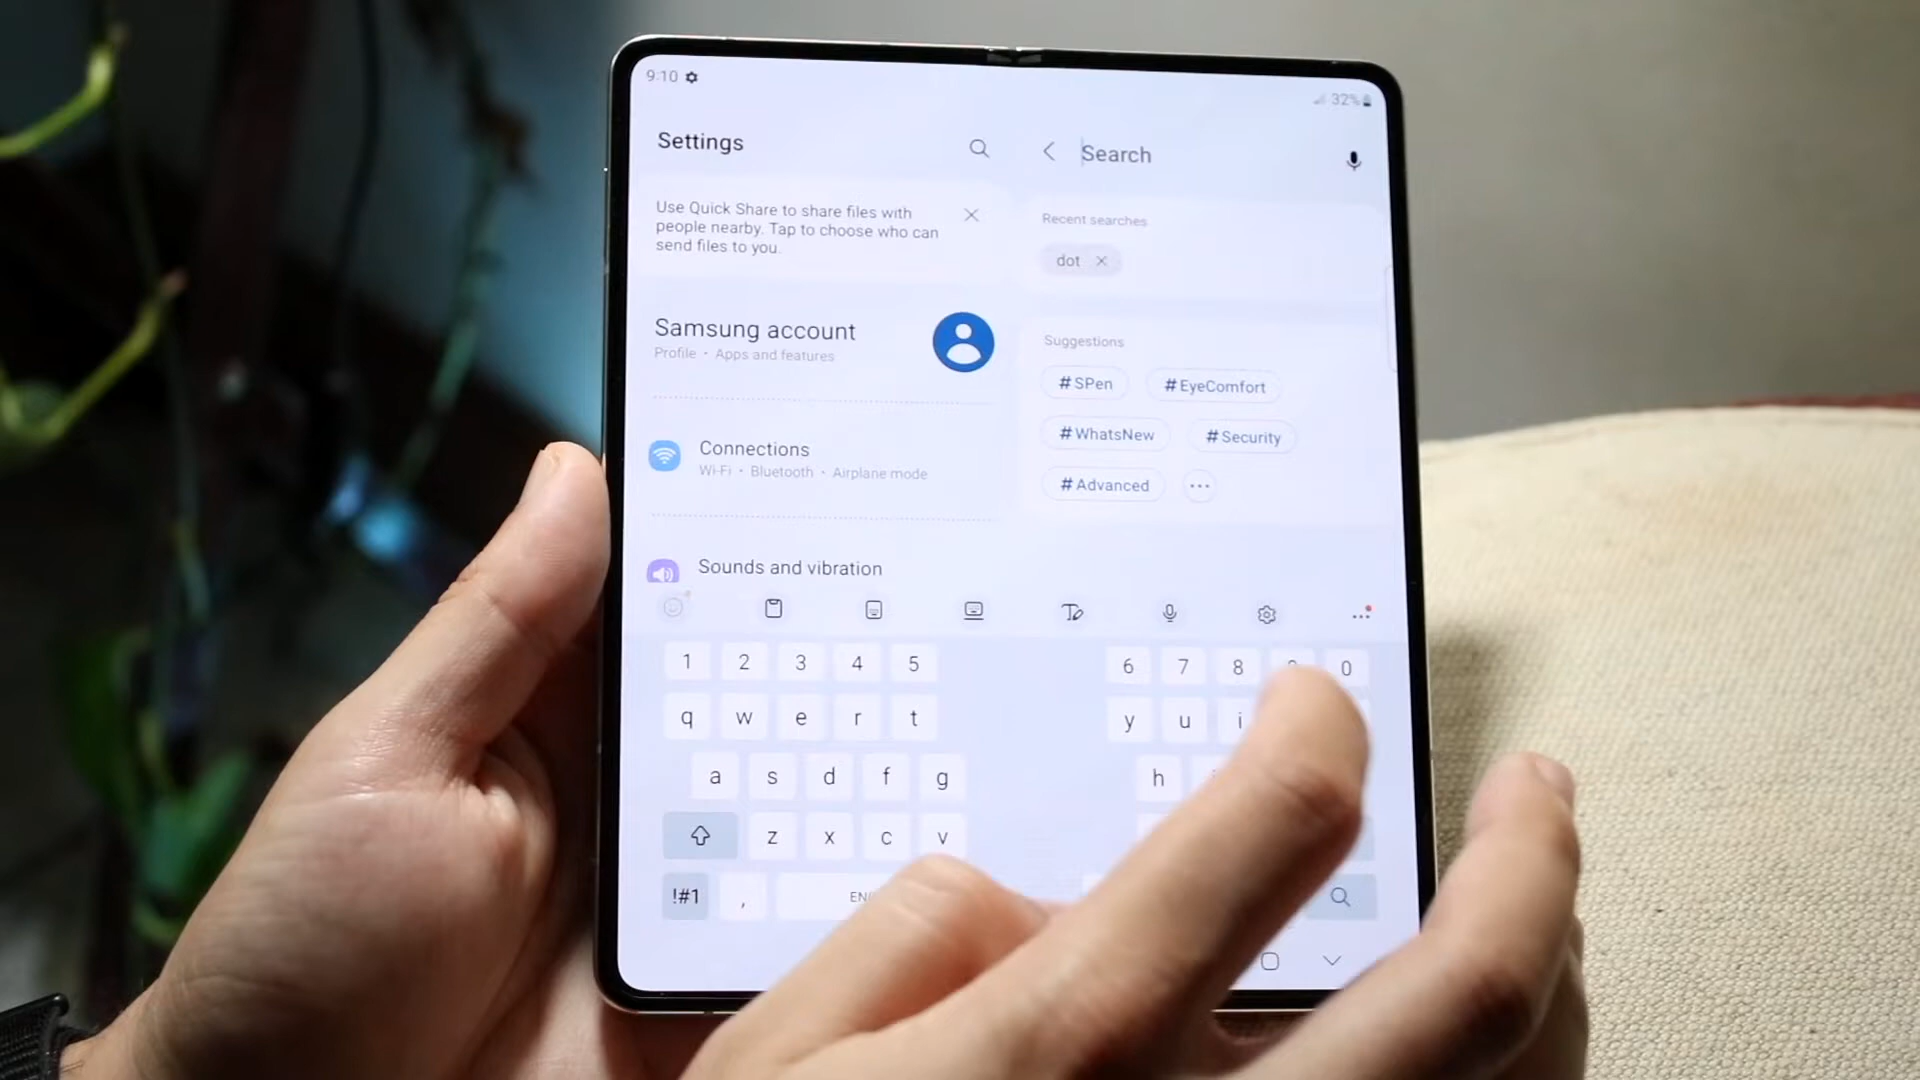 9:10
32%
Settings
Use Quick Share to share files with
people nearby. Tap to choose who can
send files to you.
Samsung account
Profile • Apps and features
Connections
Wi-Fi • Bluetooth • Airplane mode
Sounds and vibration
Search
Recent searches
dot
Suggestions
#SPen
#EyeComfort
#WhatsNew
#Security
#Advanced
1 2 3 4 5 6 7 8 0
q w e r t y u i
a s d f g h
z x c v
!#1 ,